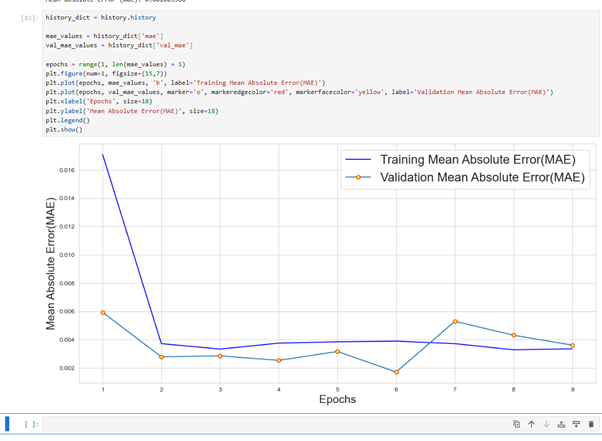 [82]: history_dict = history.history
mae_values = history_dict['mae']
val_mae_values = history_dict['val_mae']
epochs = range(1, len(mae_values) + 1)
plt.figure(num=1, figsize=(15,7))
plt.plot(epochs, mae_values, 'b', label='Training Mean Absolute Error(MAE)')
plt.plot(epochs, val_mae_values, marker='o', markeredgecolor='red', markerfacecolor='yellow', label='Validation Mean Absolute Error(MAE)')
plt.xlabel('Epochs', size=18)
plt.ylabel('Mean Absolute Error(MAE)', size=18)
plt.legend()
plt.show()
Training Mean Absolute Error(MAE)
Validation Mean Absolute Error(MAE)
Mean Absolute Error(MAE)
0.016
0.014
0.012
0.010
0.008
0.006
0.004
0.002
1 2 3 4 5 6 7 8 9
Epochs
[ ]: